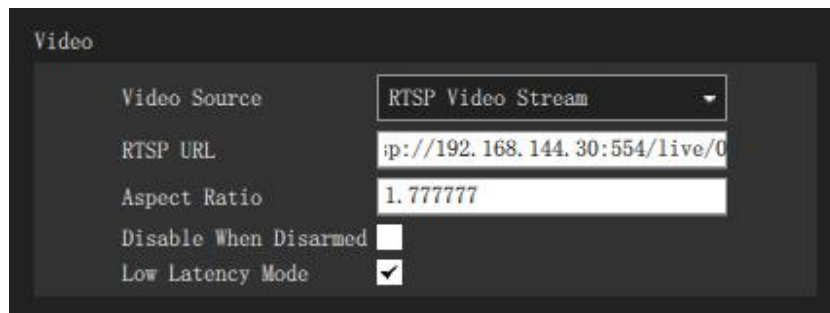 Video
Video Source RTSP Video Stream
RTSP URL sp://192.168.144.30:554/live/0
Aspect Ratio 1.777777
Disable When Disarmed
Low Latency Mode